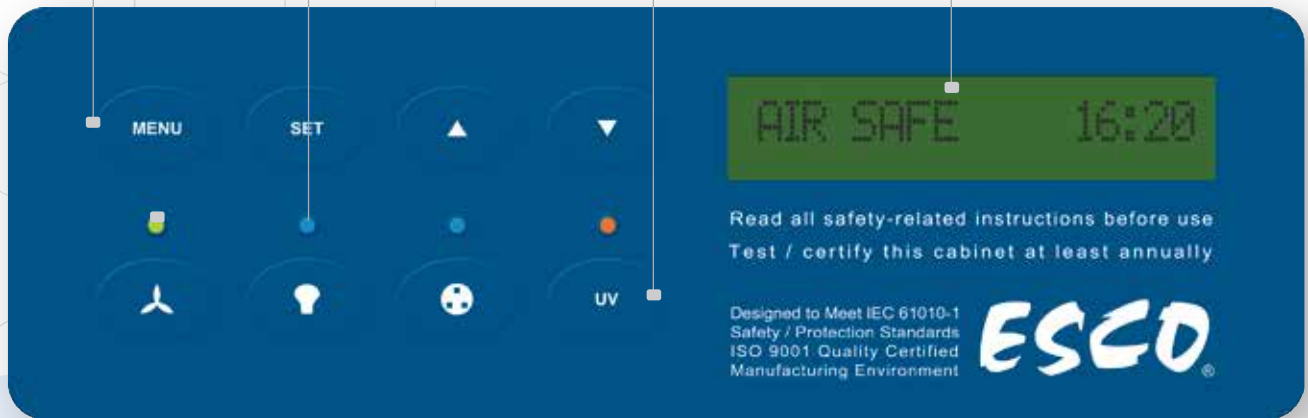 MENU SET ▲ ▼
UV
AIR SAFE 16:20
Read all safety-related instructions before use
Test / certify this cabinet at least annually
Designed to Meet IEC 61010-1
Safety / Protection Standards
ISO 9001 Quality Certified
Manufacturing Environment
ESCO®